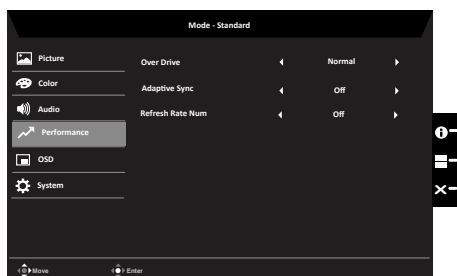 Mode - Standard
Picture
Over Drive Normal
Color
Adaptive Sync Off
Audio
Refresh Rate Num Off
Performance
OSD
System
Move Enter